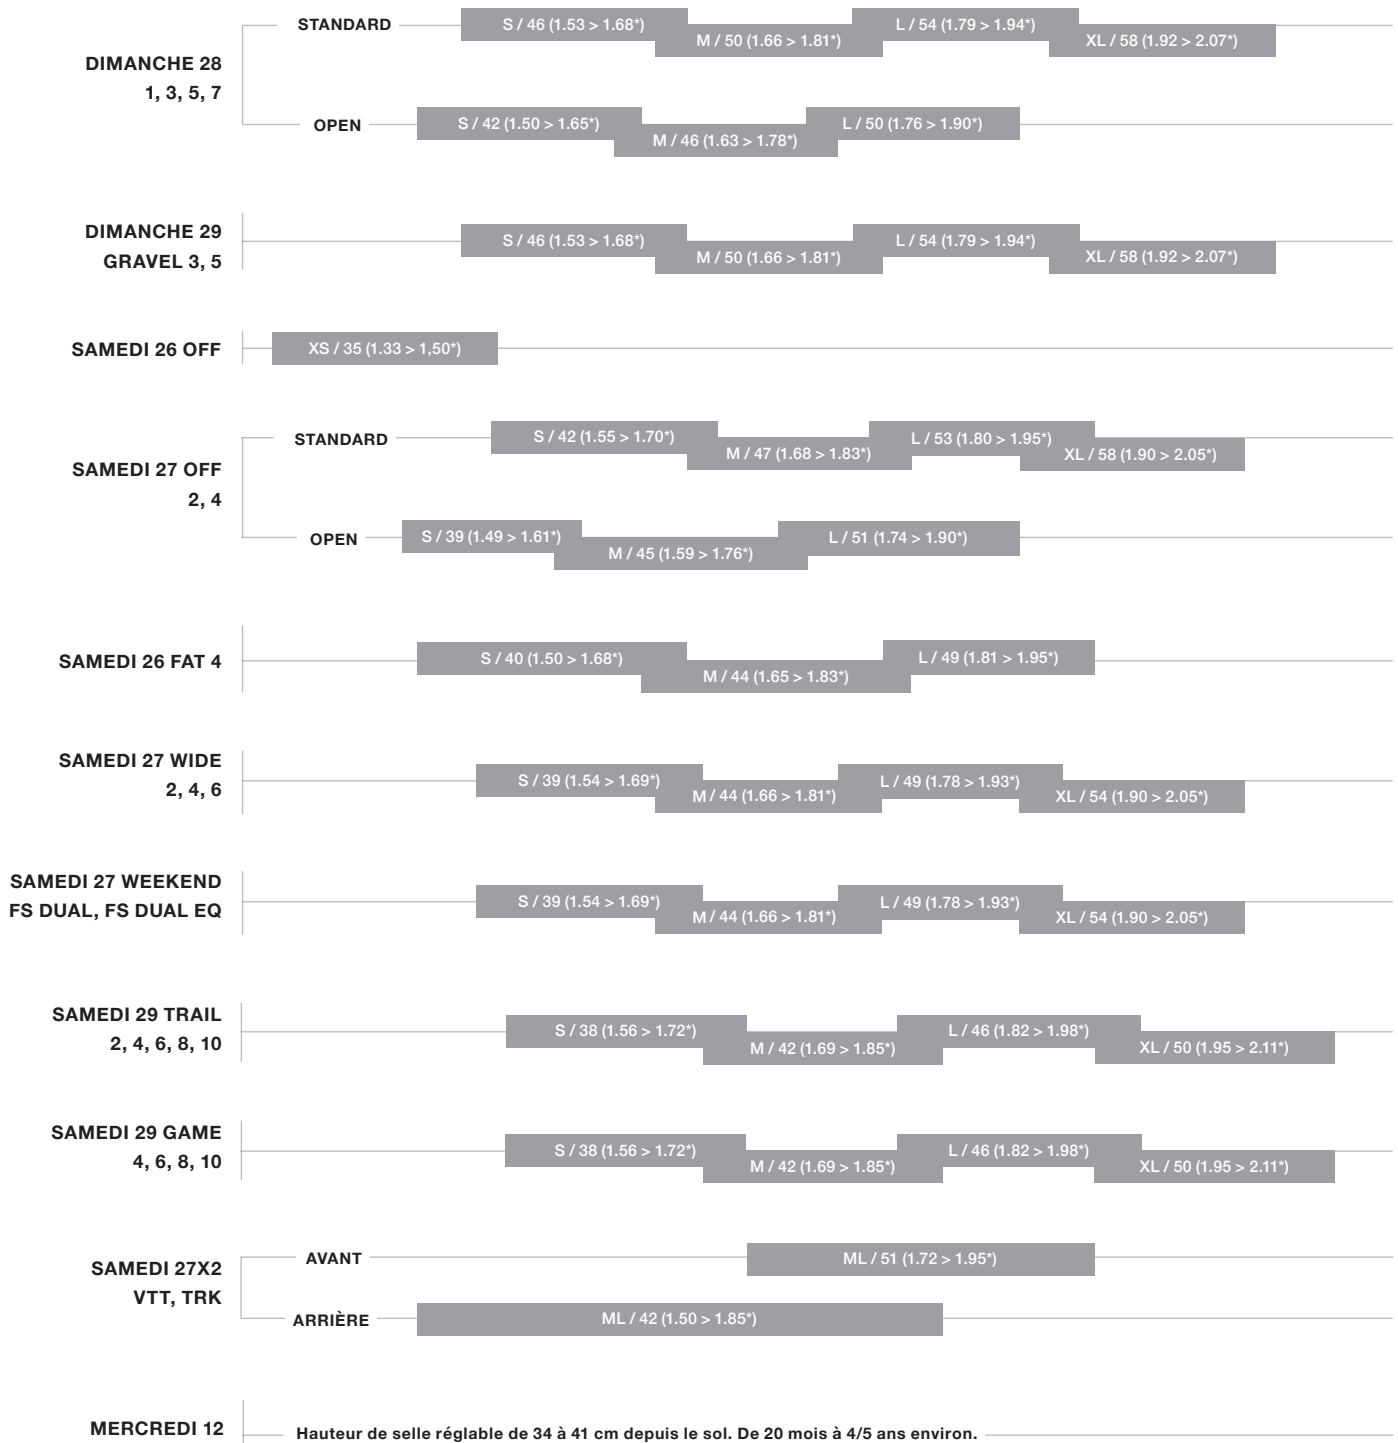 DIMANCHE 28
1, 3, 5, 7
STANDARD
S / 46 (1.53 > 1.68*)
M / 50 (1.66 > 1.81*)
L / 54 (1.79 > 1.94*)
XL / 58 (1.92 > 2.07*)
OPEN
S / 42 (1.50 > 1.65*)
M / 46 (1.63 > 1.78*)
L / 50 (1.76 > 1.90*)
DIMANCHE 29
GRAVEL 3, 5
S / 46 (1.53 > 1.68*)
M / 50 (1.66 > 1.81*)
L / 54 (1.79 > 1.94*)
XL / 58 (1.92 > 2.07*)
SAMEDI 26 OFF
XS / 35 (1.33 > 1,50*)
SAMEDI 27 OFF
2, 4
STANDARD
S / 42 (1.55 > 1.70*)
M / 47 (1.68 > 1.83*)
L / 53 (1.80 > 1.95*)
XL / 58 (1.90 > 2.05*)
OPEN
S / 39 (1.49 > 1.61*)
M / 45 (1.59 > 1.76*)
L / 51 (1.74 > 1.90*)
SAMEDI 26 FAT 4
S / 40 (1.50 > 1.68*)
M / 44 (1.65 > 1.83*)
L / 49 (1.81 > 1.95*)
SAMEDI 27 WIDE
2, 4, 6
S / 39 (1.54 > 1.69*)
M / 44 (1.66 > 1.81*)
L / 49 (1.78 > 1.93*)
XL / 54 (1.90 > 2.05*)
SAMEDI 27 WEEKEND
FS DUAL, FS DUAL EQ
S / 39 (1.54 > 1.69*)
M / 44 (1.66 > 1.81*)
L / 49 (1.78 > 1.93*)
XL / 54 (1.90 > 2.05*)
SAMEDI 29 TRAIL
2, 4, 6, 8, 10
S / 38 (1.56 > 1.72*)
M / 42 (1.69 > 1.85*)
L / 46 (1.82 > 1.98*)
XL / 50 (1.95 > 2.11*)
SAMEDI 29 GAME
4, 6, 8, 10
S / 38 (1.56 > 1.72*)
M / 42 (1.69 > 1.85*)
L / 46 (1.82 > 1.98*)
XL / 50 (1.95 > 2.11*)
SAMEDI 27X2
VTT, TRK
AVANT
ML / 51 (1.72 > 1.95*)
ARRIÈRE
ML / 42 (1.50 > 1.85*)
MERCREDI 12
Hauteur de selle réglable de 34 à 41 cm depuis le sol. De 20 mois à 4/5 ans environ.